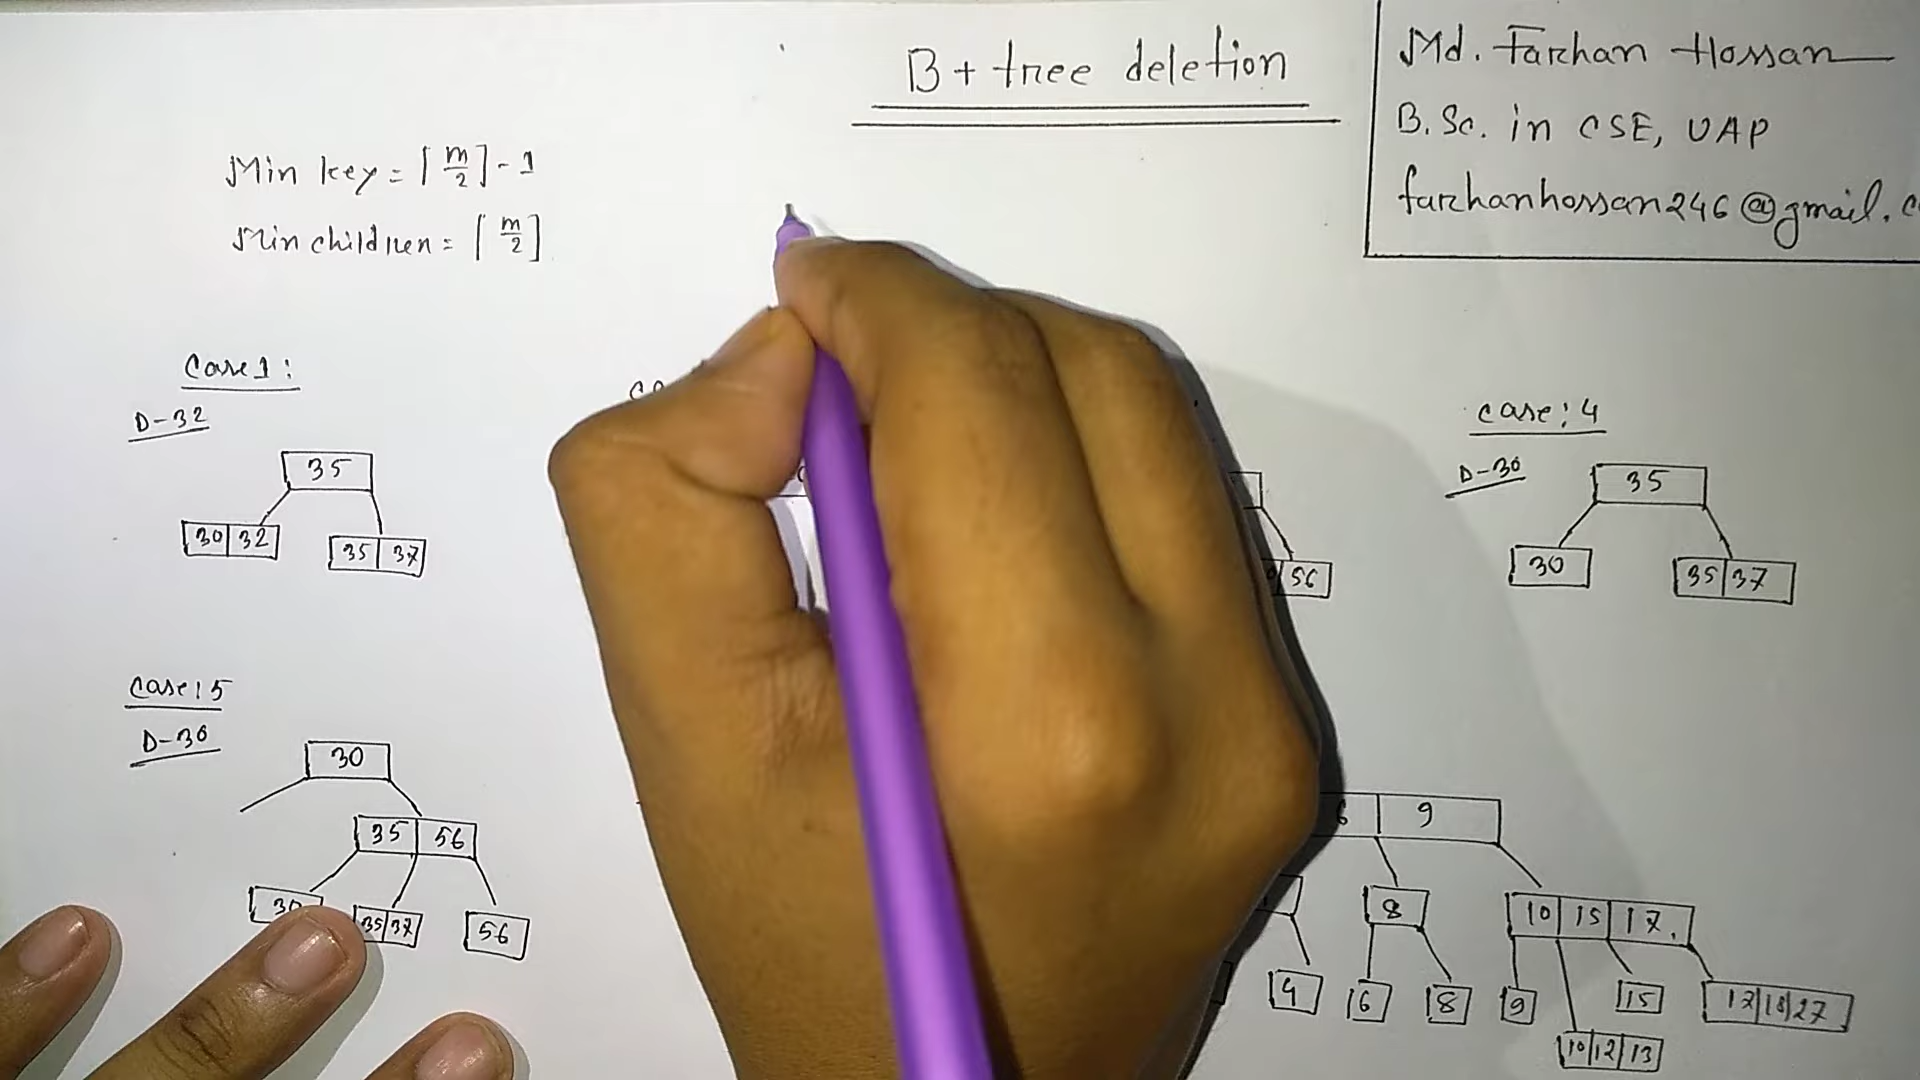 B+ tree deletion
Md. Farhan Hossan
B.Sc. in CSE, UAP
farhanhossan246@gmail.c
Min key = ⌈m/2⌉ - 1
Min children = ⌈m/2⌉
Case 1:
D-32
35
30 32
35 37
56
Case: 4
D-30
35
30
35 37
Case: 5
D-30
30
35 56
30
35 37
56
6 9
8
10 15 17
4
6
8
9
15
17 18 27
10 12 13